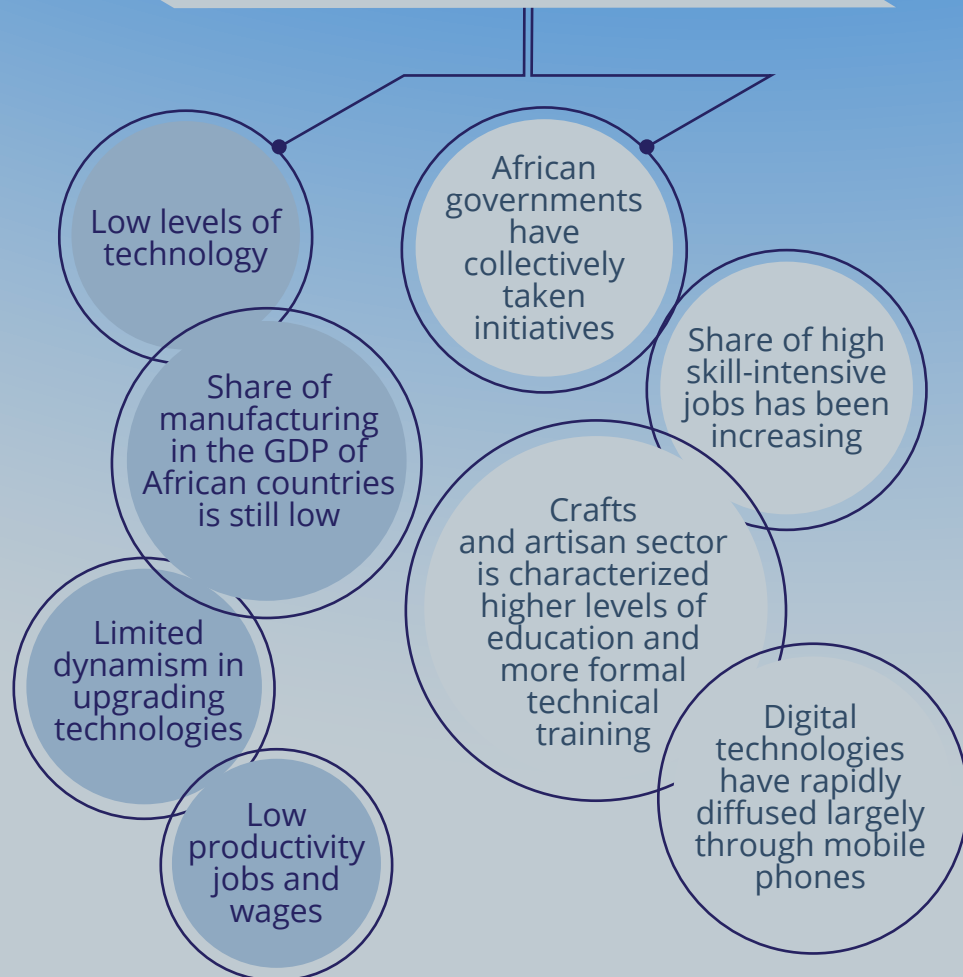 Low levels of
technology
Share of
manufacturing
in the GDP of
African countries
is still low
Limited
dynamism in
upgrading
technologies
Low
productivity
jobs and
wages
African
governments
have
collectively
taken
initiatives
Share of high
skill-intensive
jobs has been
increasing
Crafts
and artisan sector
is characterized
higher levels of
education and
more formal
technical
training
Digital
technologies
have rapidly
diffused largely
through mobile
phones